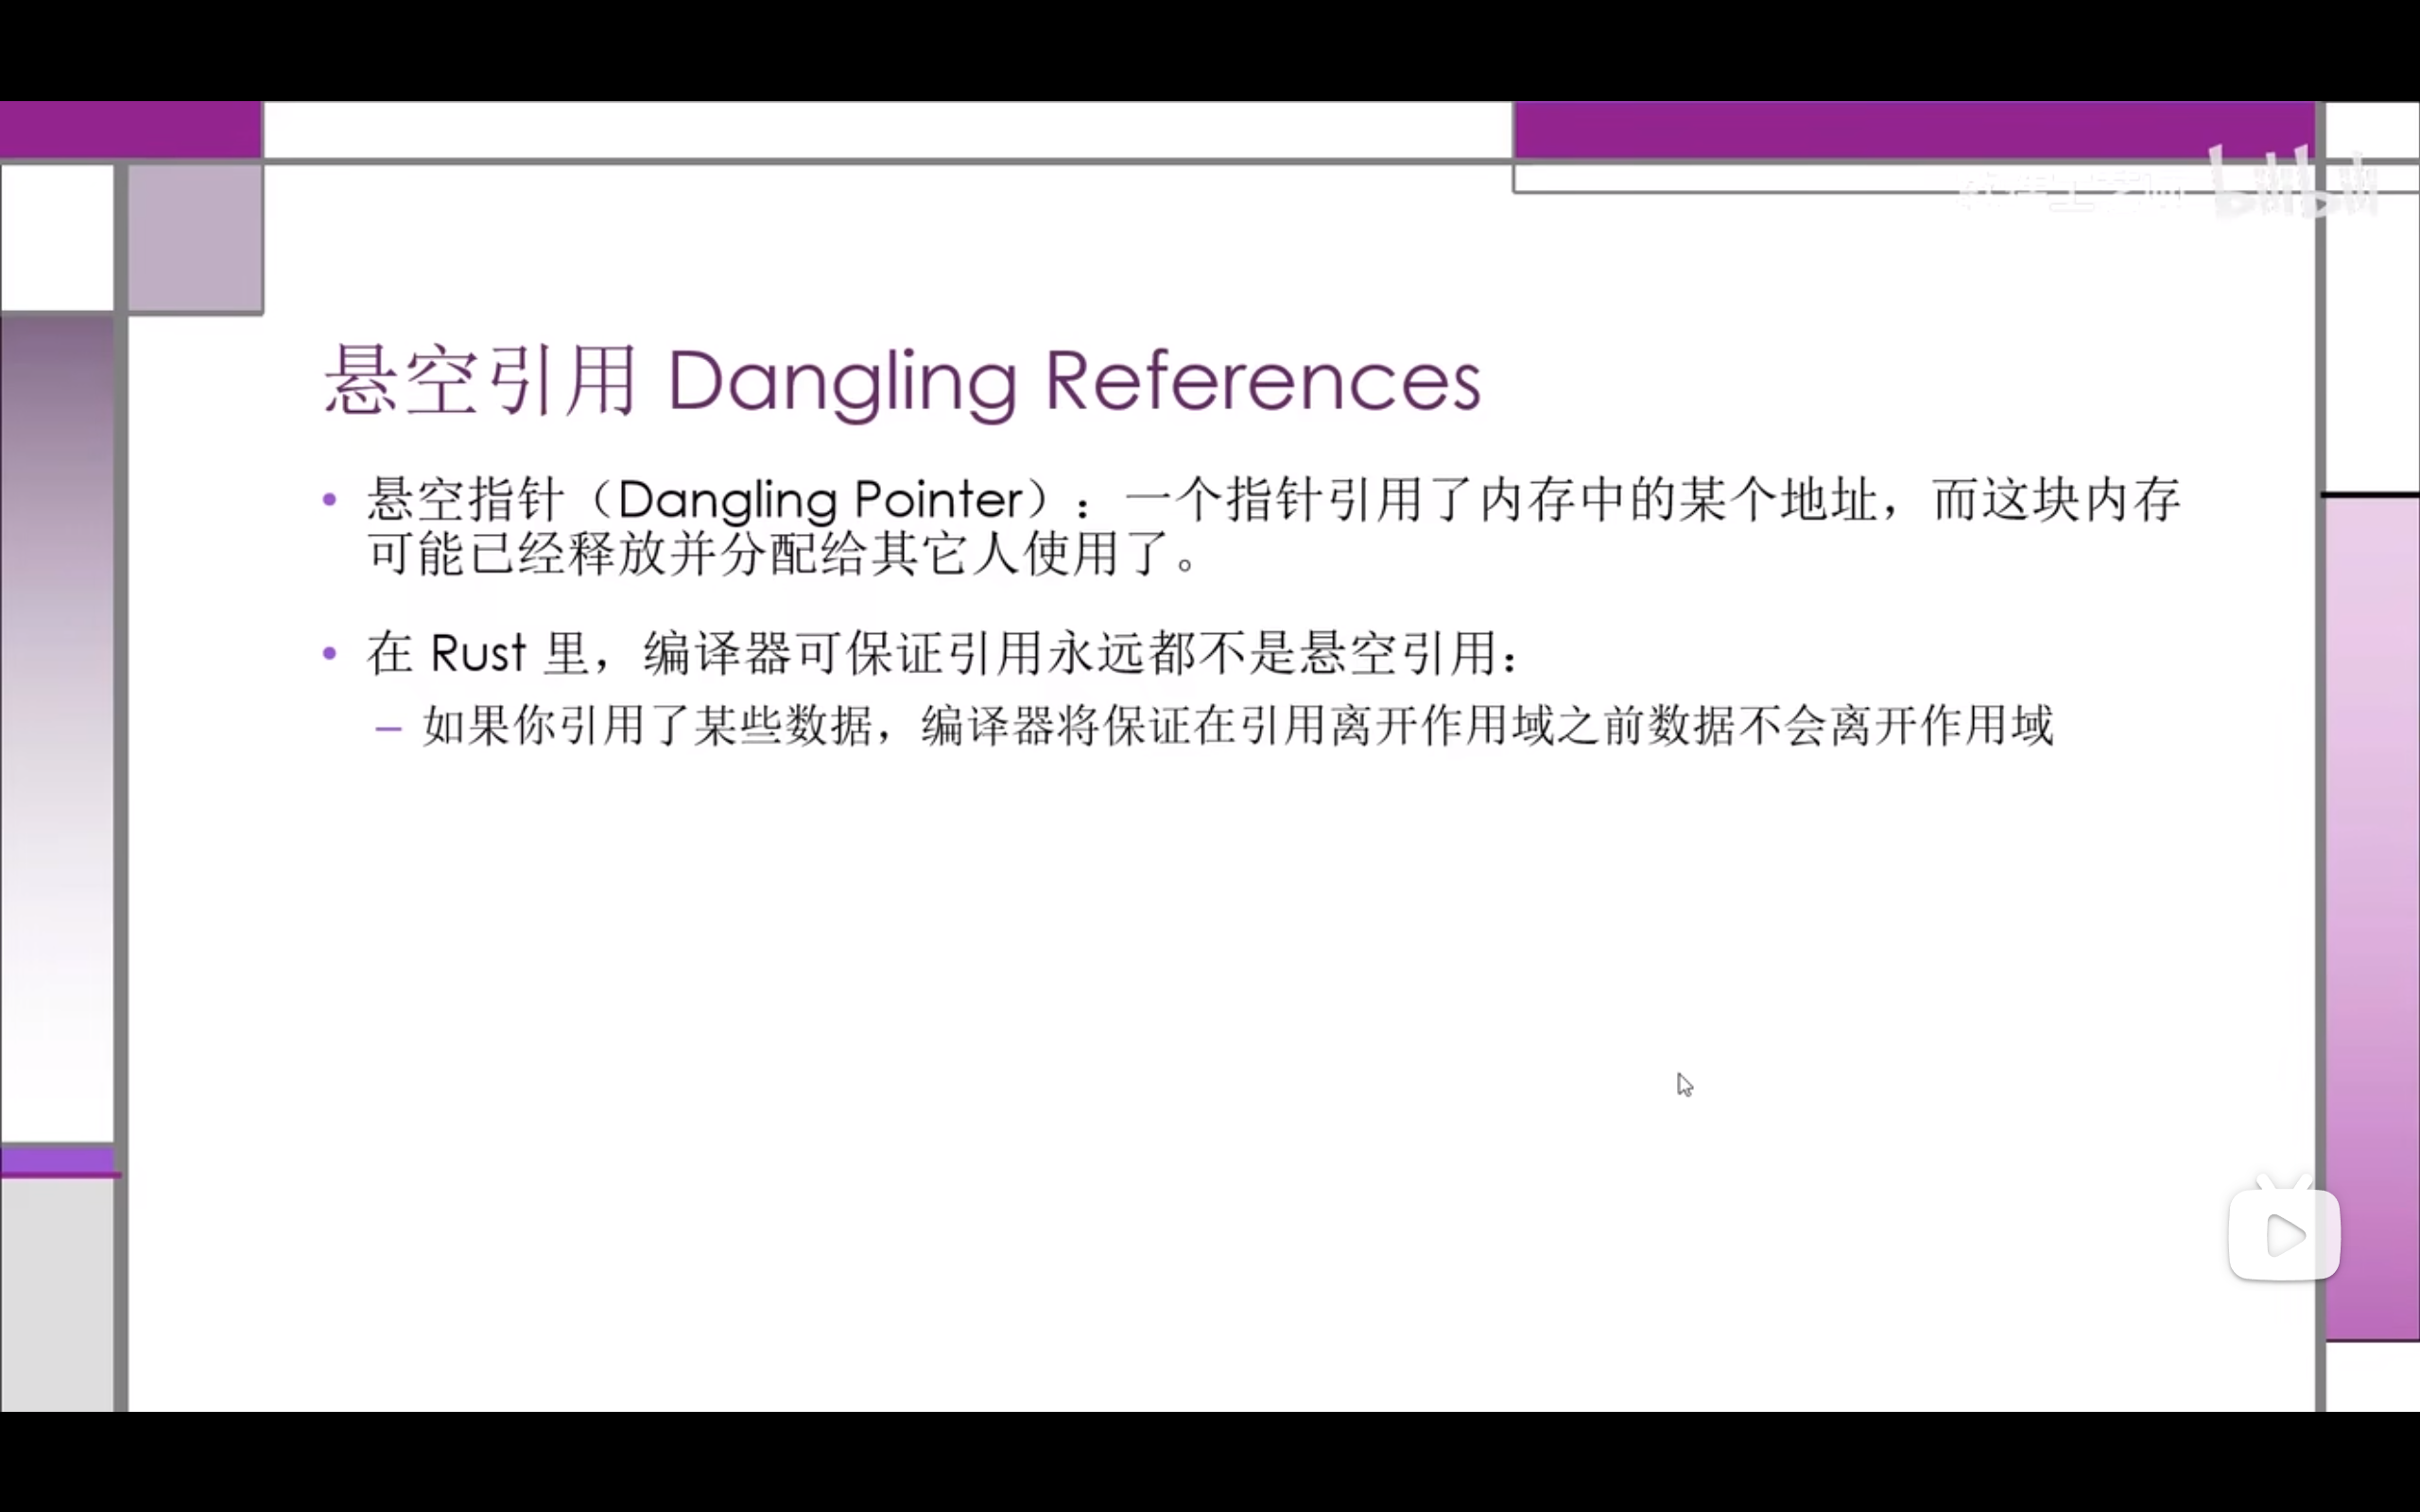 bilibili
悬空引用 Dangling References
• 悬空指针（Dangling Pointer）：一个指针引用了内存中的某个地址，而这块内存
可能已经释放并分配给其它人使用了。
• 在 Rust 里，编译器可保证引用永远都不是悬空引用：
– 如果你引用了某些数据，编译器将保证在引用离开作用域之前数据不会离开作用域